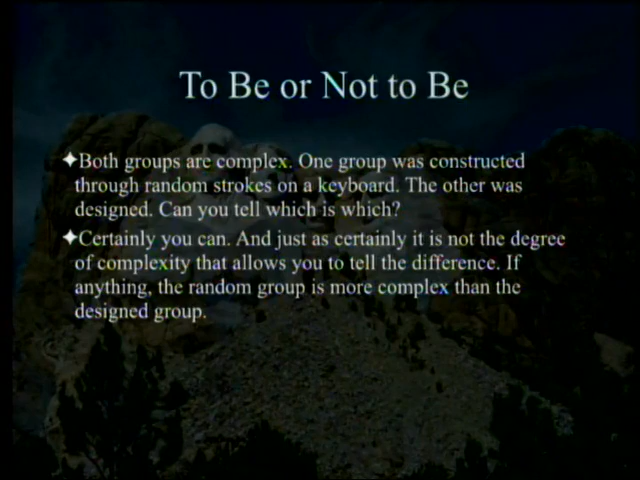 To Be or Not to Be
✦Both groups are complex. One group was constructed
through random strokes on a keyboard. The other was
designed. Can you tell which is which?
✦Certainly you can. And just as certainly it is not the degree
of complexity that allows you to tell the difference. If
anything, the random group is more complex than the
designed group.